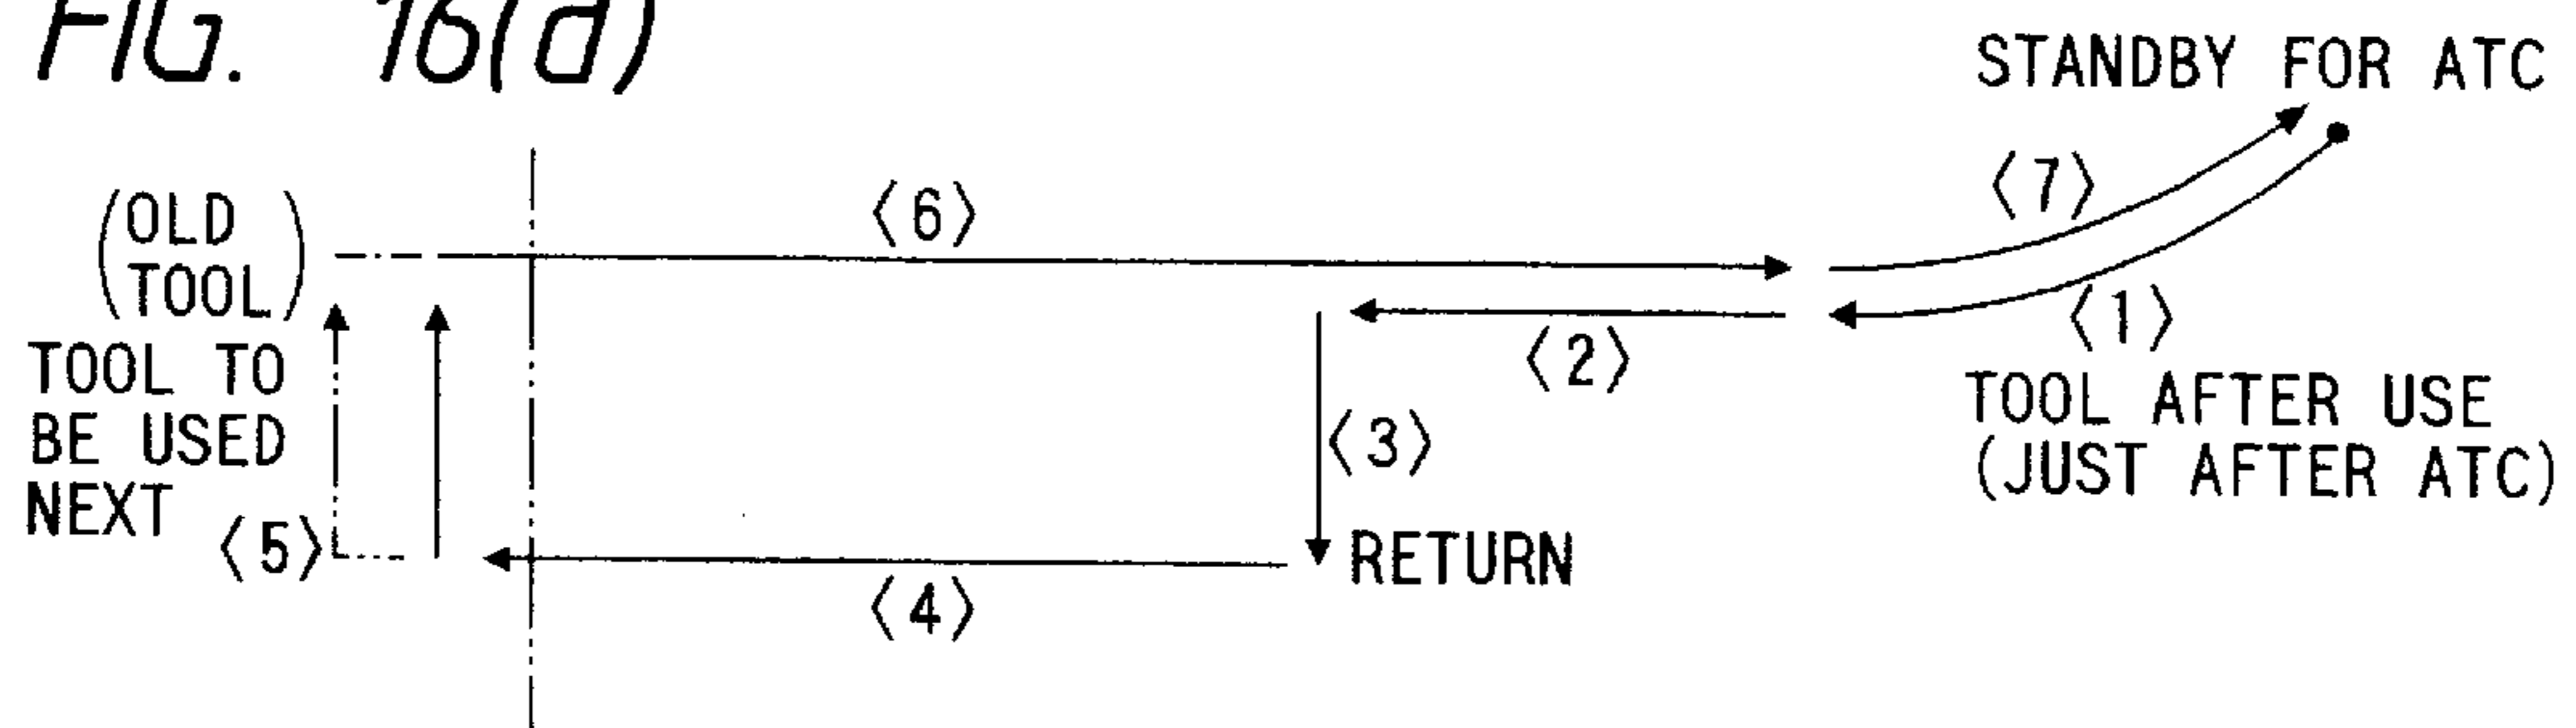 FIG. 16(d)
STANDBY FOR ATC
⟨7⟩
⟨6⟩
(OLD TOOL)
⟨1⟩
⟨2⟩
TOOL TO
BE USED
NEXT
TOOL AFTER USE
(JUST AFTER ATC)
⟨3⟩
⟨5⟩
RETURN
⟨4⟩